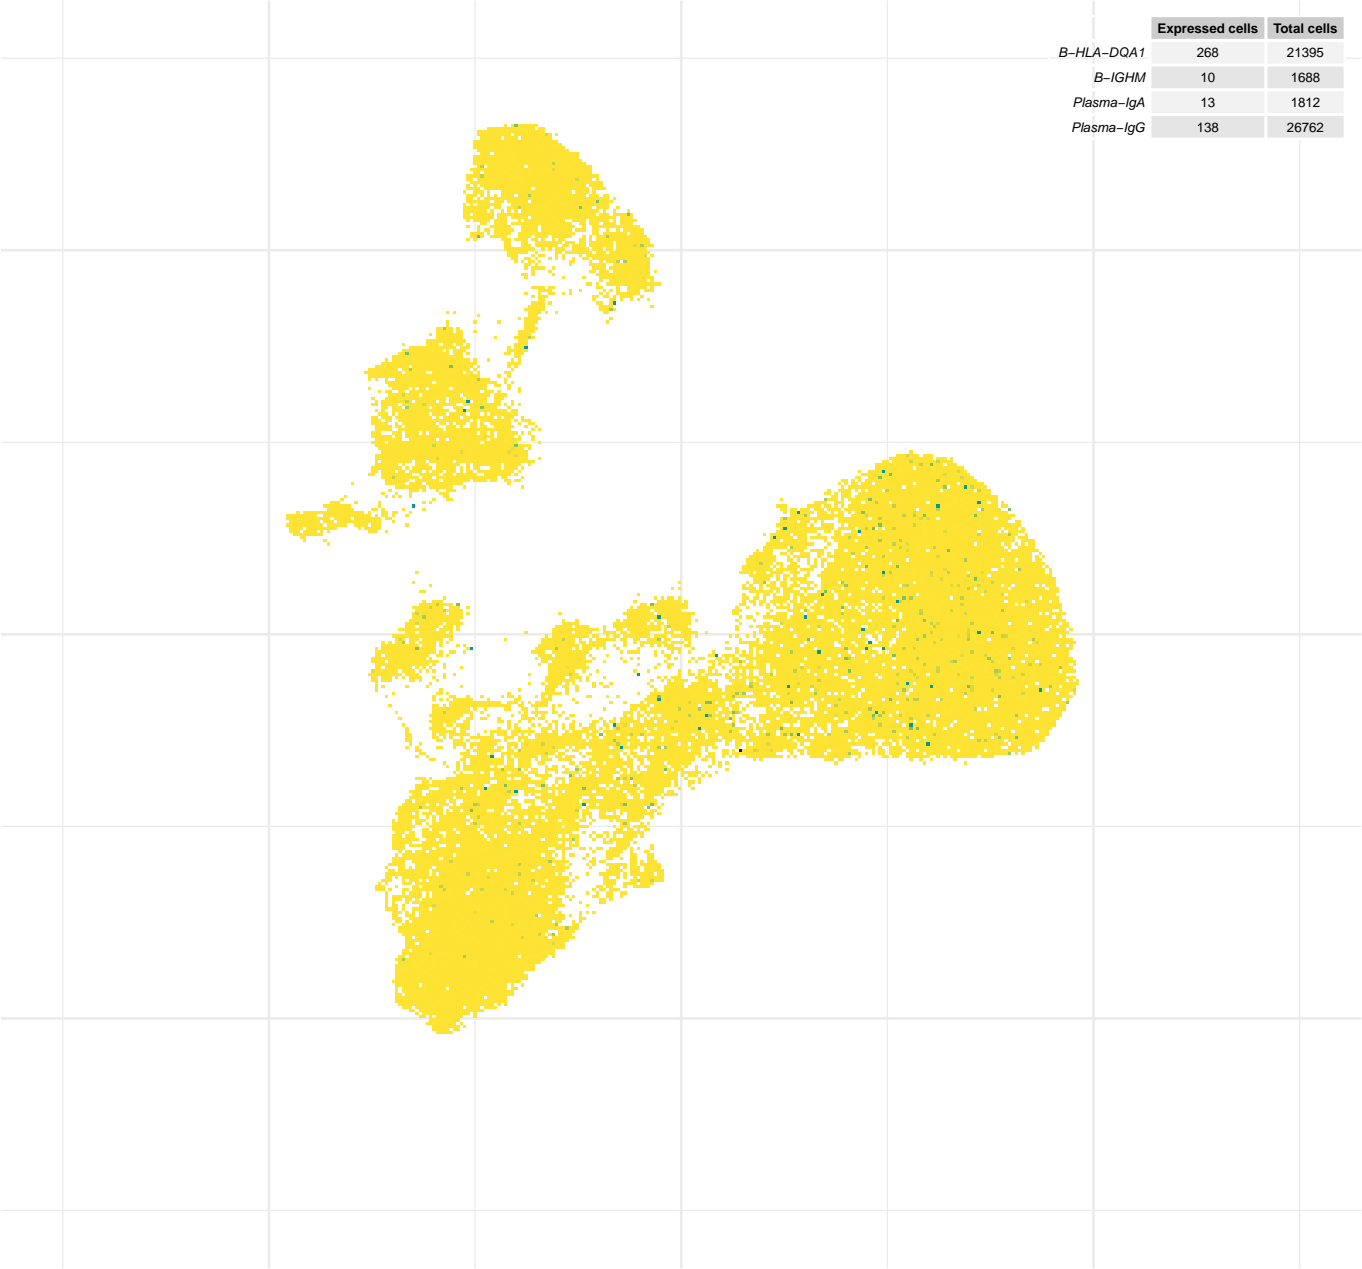 Expressed cells Total cells
B−HLA−DQA1 268 21395
B−IGHM 10 1688
Plasma−IgA 13 1812
Plasma−IgG 138 26762